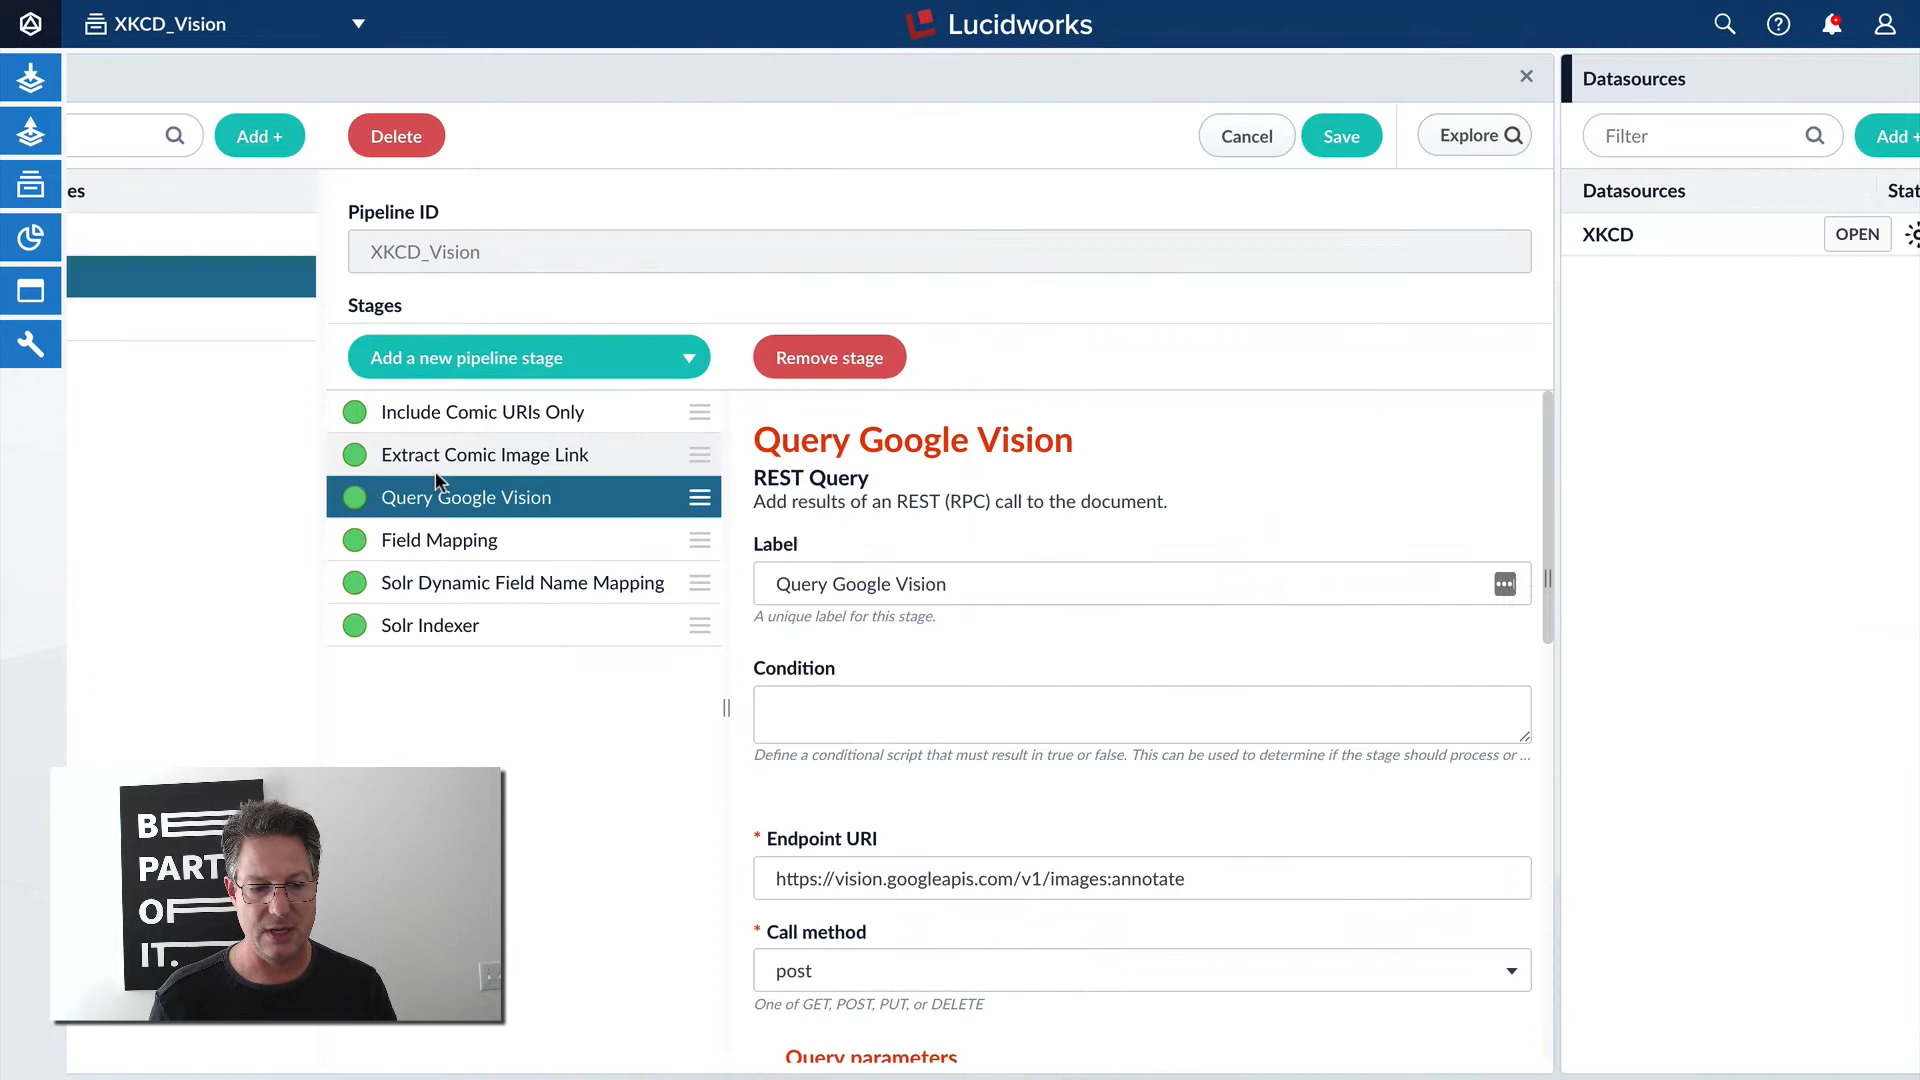 XKCD_Vision
Lucidworks
Datasources
Add +
Delete
Cancel
Save
Explore
Filter
Add +
es
Datasources
Stat
XKCD
OPEN
Pipeline ID
XKCD_Vision
Stages
Add a new pipeline stage
Remove stage
Include Comic URIs Only
Extract Comic Image Link
Query Google Vision
Field Mapping
Solr Dynamic Field Name Mapping
Solr Indexer
Query Google Vision
REST Query
Add results of an REST (RPC) call to the document.
Label
Query Google Vision
A unique label for this stage.
Condition
Define a conditional script that must result in true or false. This can be used to determine if the stage should process or ...
* Endpoint URI
https://vision.googleapis.com/v1/images:annotate
* Call method
post
One of GET, POST, PUT, or DELETE
Query parameters
BE
PART
OF
IT.